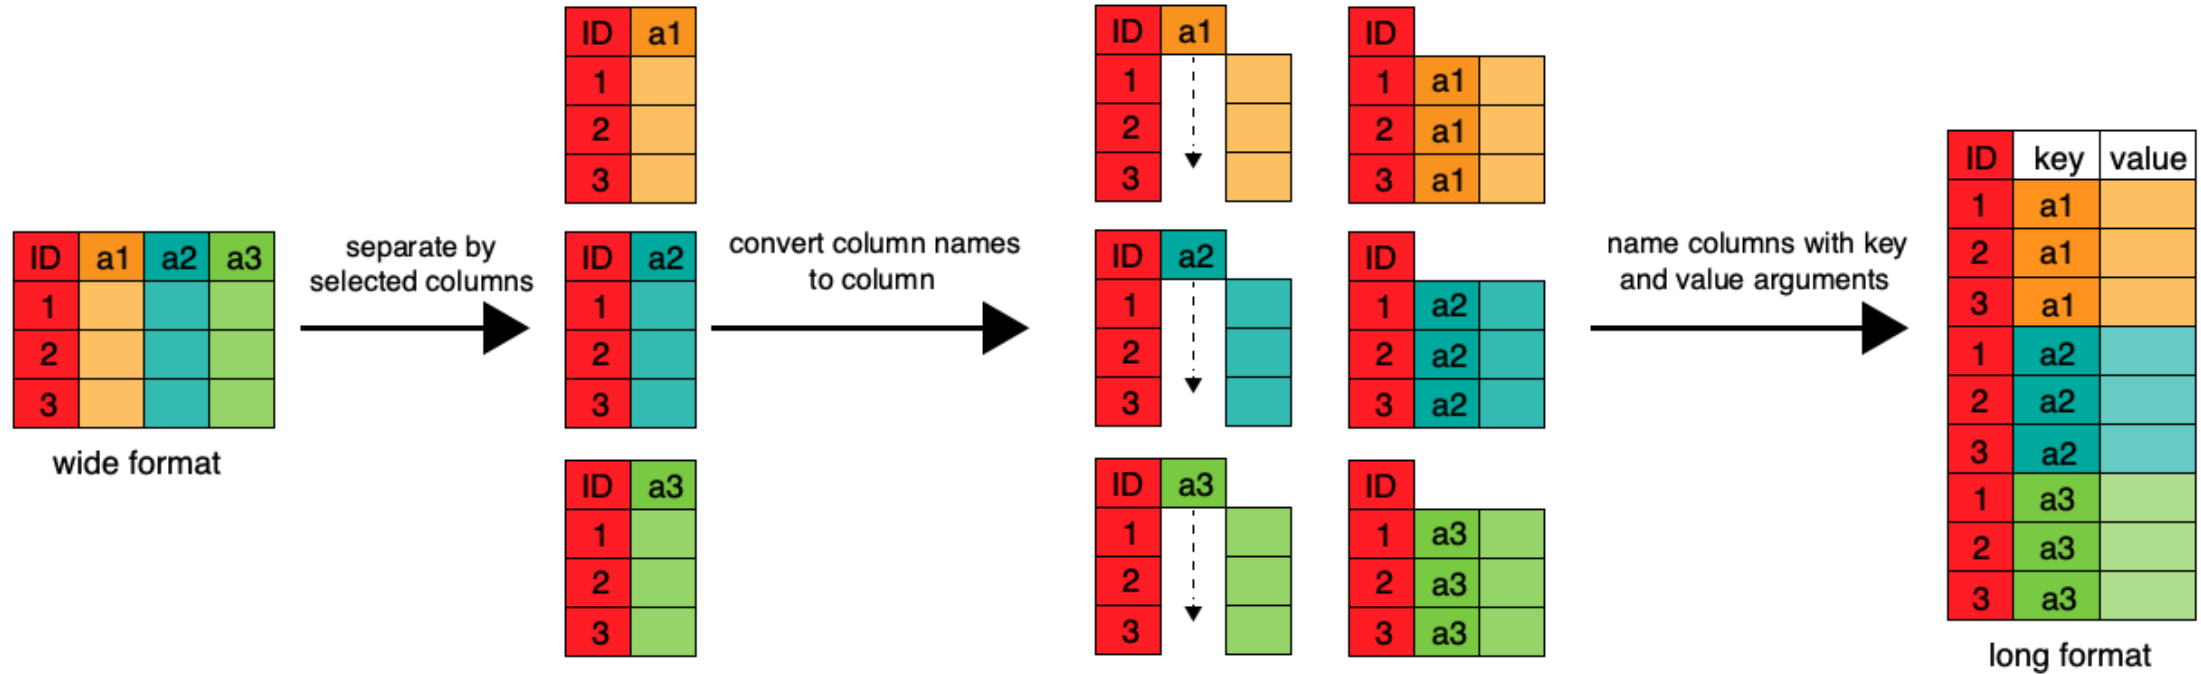 ID a1 a2 a3
1
2
3
wide format
separate by
selected columns
ID a1
1
2
3
ID a2
1
2
3
ID a3
1
2
3
convert column names
to column
ID a1
1
2
3
ID a2
1
2
3
ID a3
1
2
3
ID
1 a1
2 a1
3 a1
ID
1 a2
2 a2
3 a2
ID
1 a3
2 a3
3 a3
name columns with key
and value arguments
ID key value
1 a1
2 a1
3 a1
1 a2
2 a2
3 a2
1 a3
2 a3
3 a3
long format